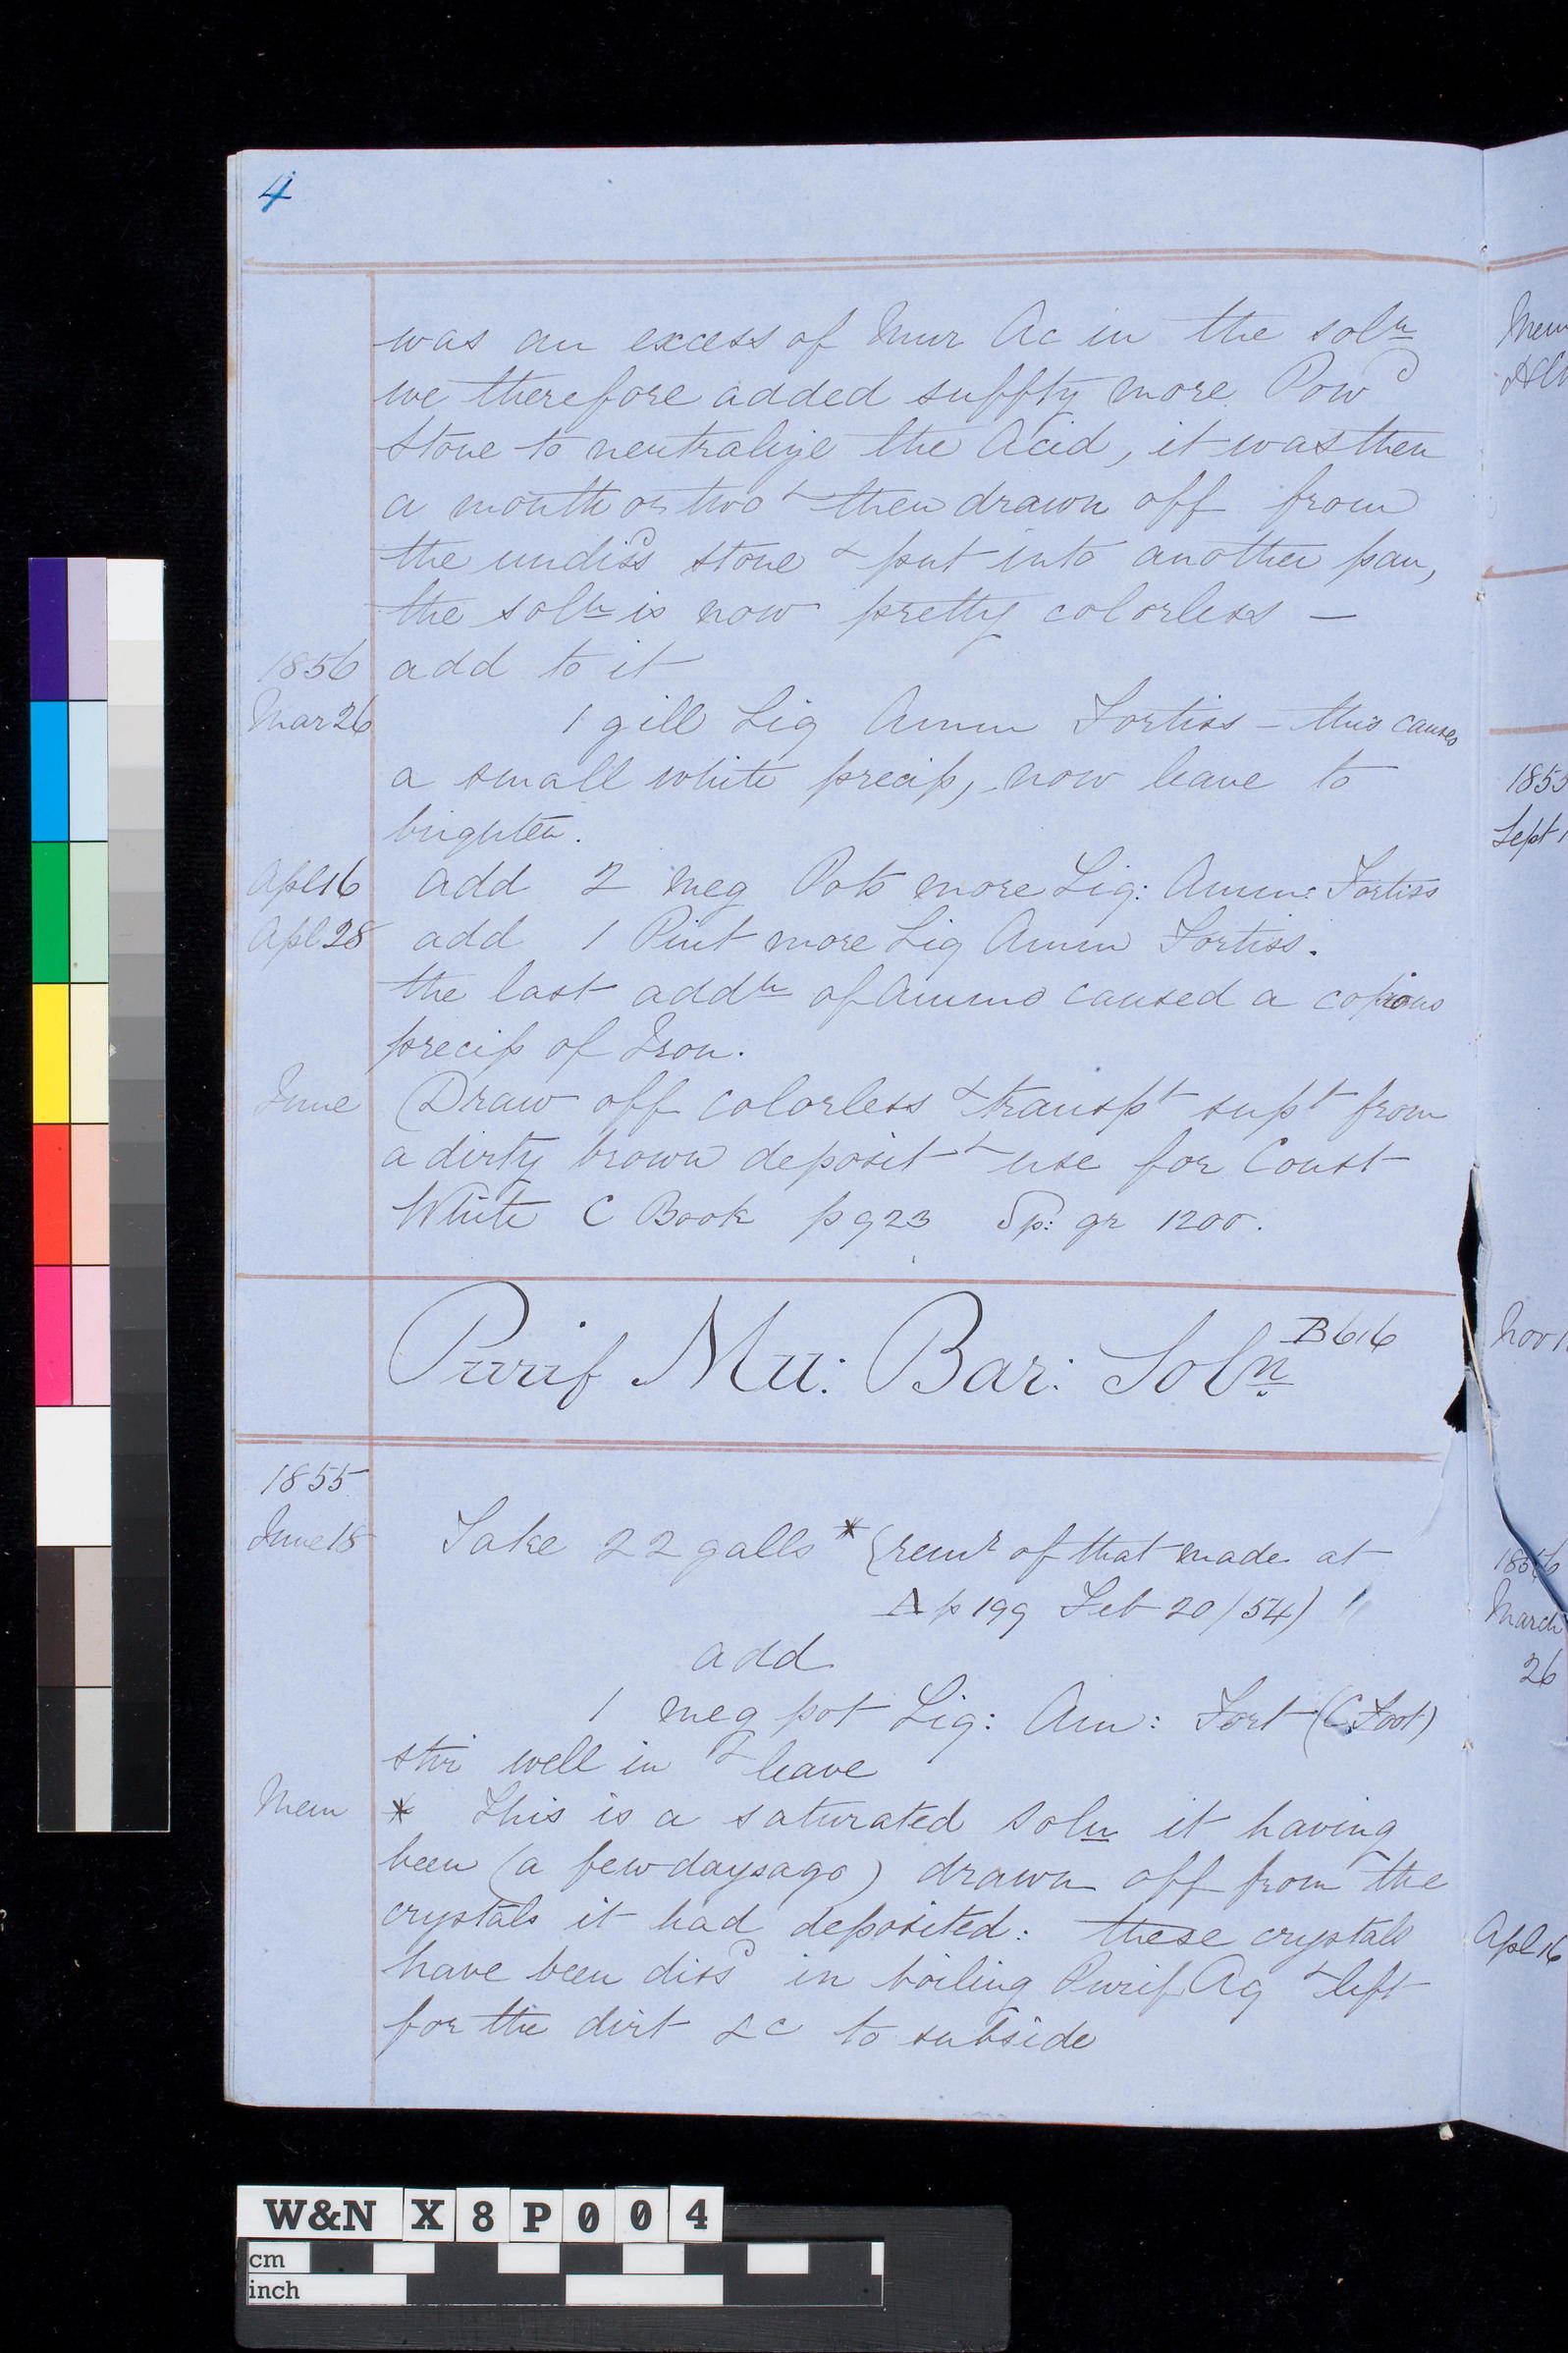 4
was an excess of Mur Ac in the soln
we therefore added suffty more Powd
Stone to neutralize the Acid, it was then
a month or two & then drawn off from
the undissd stone & put into another pan,
the soln is now pretty colorless —
1856 add to it
Mar 26 1 gill Liq Amm Fortiss – this causes
a small white precip, now leave to
brighten.
Apl 16 add 2 Meg Pots more Liq: Amm: Fortiss
Apl 28 add 1 Pint more Liq Amm Fortiss.
the last addn of Ammo caused a copious
precip of Iron.
June (Draw off colorless & transpt supt from
a dirty brown deposit & use for Const
White C Book p 923 Sp: gr 1200.
Purif Mu: Bar: Soln B616
1855
June 18 Take 22 galls * (remr of that made at
A p 199 Feb 20/54) "
add
1 meg pot Liq: Am: Fort (C. Foot)
stir well in & leave
Mem * This is a saturated soln it having
been (a few days ago) drawn off from the
crystals it had deposited: these crystals
have been dissd in boiling Purif Aq & left
for the dirt &c to subside
Mem
1855
Sept 1
Nov 1
1856
March
26
Apl 16
W&N X8P004
cm
inch